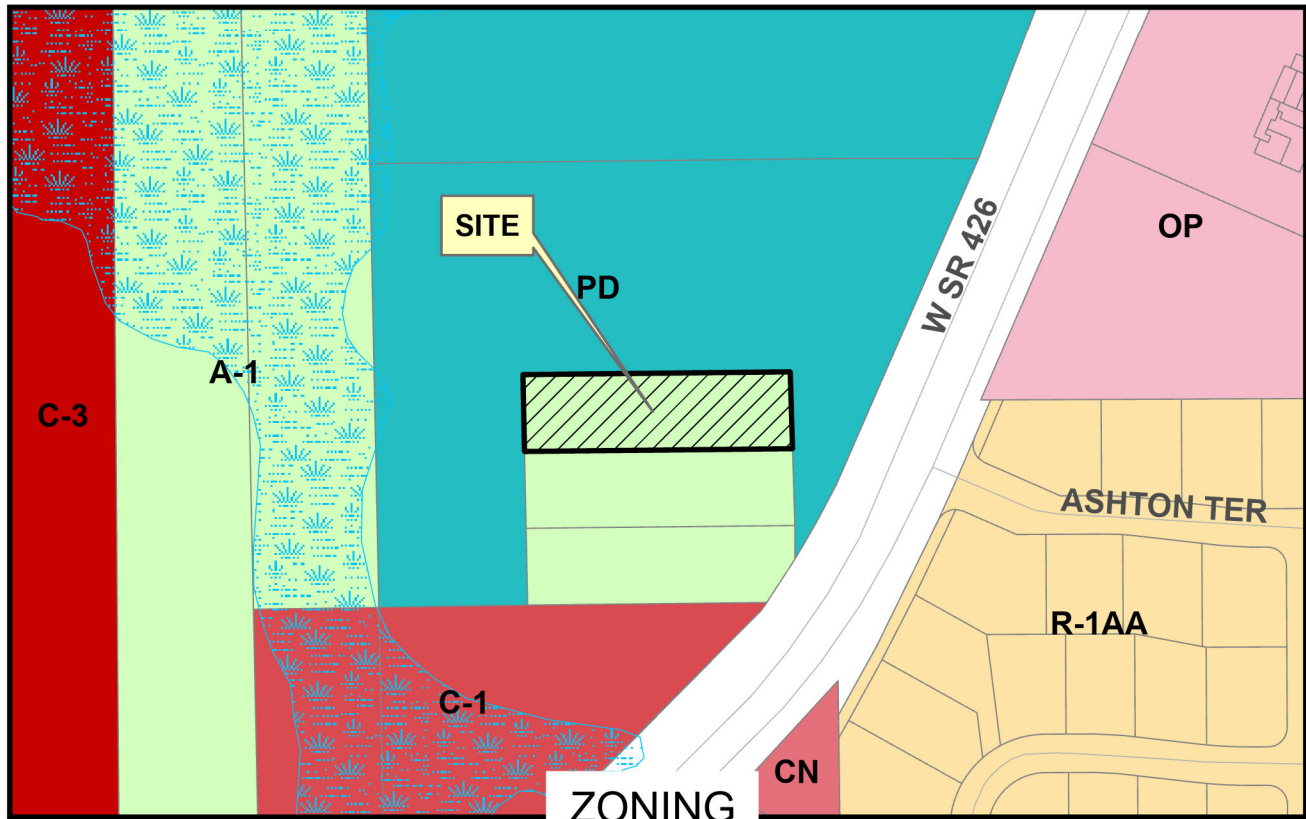 SITE
PD
W SR 426
OP
A-1
C-3
ASHTON TER
R-1AA
C-1
CN
ZONING